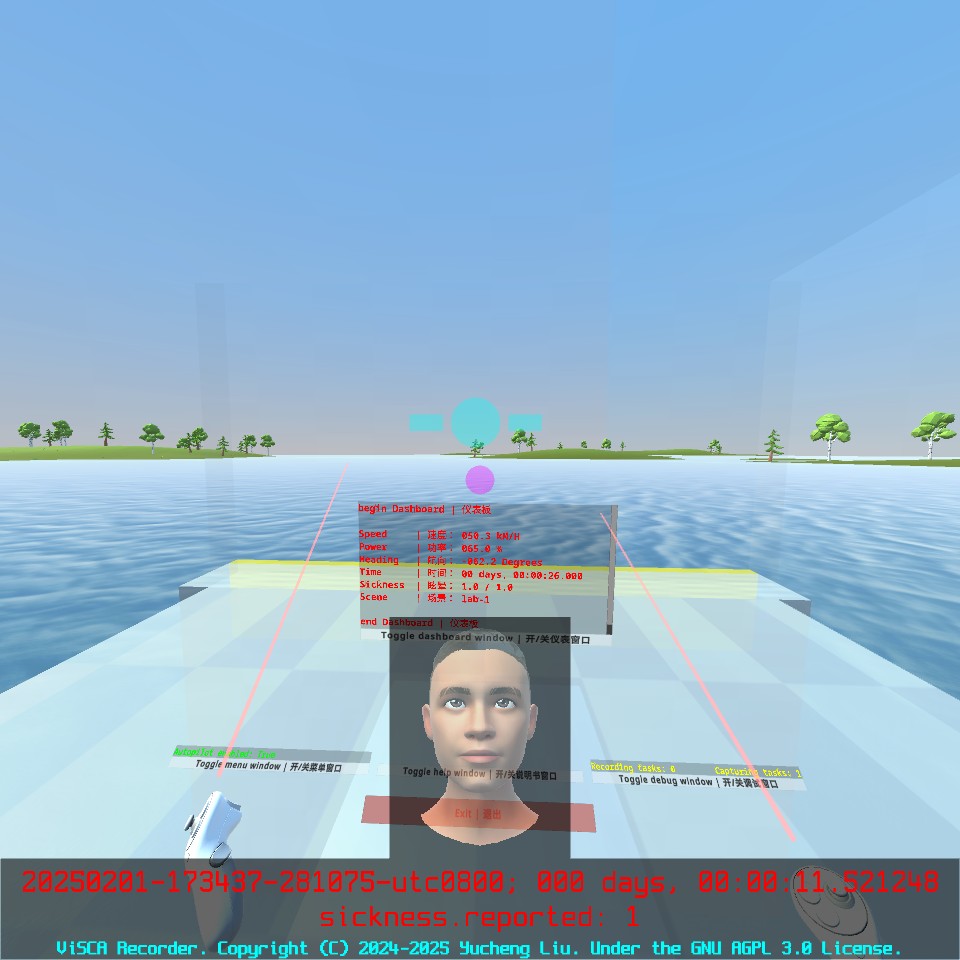 begin Dashboard | 仪表板
Speed | 速度: 050.3 kM/H
Power | 功率: 065.0 %
Heading | 航向: -062.2 Degrees
Time | 时间: 00 days, 00:00:26.000
Sickness | 眩晕: 1.0 / 1.0
Scene | 场景: lab-1
end Dashboard | 仪表板
Toggle dashboard window | 开/关仪表窗口
Autopilot enabled: True
Toggle menu window | 开/关菜单窗口
Toggle help window | 开/关说明书窗口
Recording tasks: 0 Capturing tasks: 1
Toggle debug window | 开/关调试窗口
Exit | 退出
20250201-173437-281075-utc0800; 000 days, 00:00:11.521248
sickness.reported: 1
ViSCA Recorder. Copyright (C) 2024-2025 Yucheng Liu. Under the GNU AGPL 3.0 License.